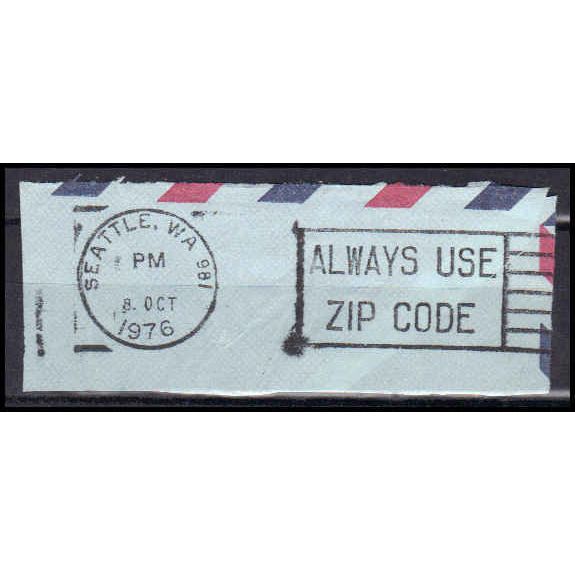 SEATTLE, WA 981
PM
8. OCT
1976
ALWAYS USE
ZIP CODE